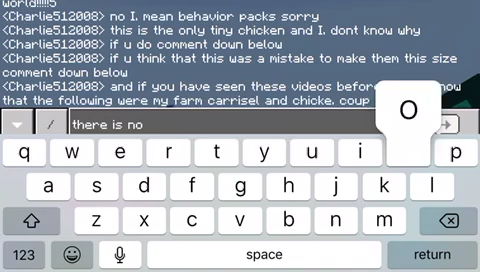 world!!!!!5
<Charlie512008> no I. mean behavior packs sorry
<Charlie512008> this is the only tiny chicken and I. dont know why
<Charlie512008> if u do comment down below
<Charlie512008> if u think that this was a mistake to make them this size
comment down below
<Charlie512008> and if you have seen these videos before
that the following were my farm carrisel and chicke. coup
/ there is no
O
q w e r t y u i p
a s d f g h j k l
z x c v b n m
123 space return